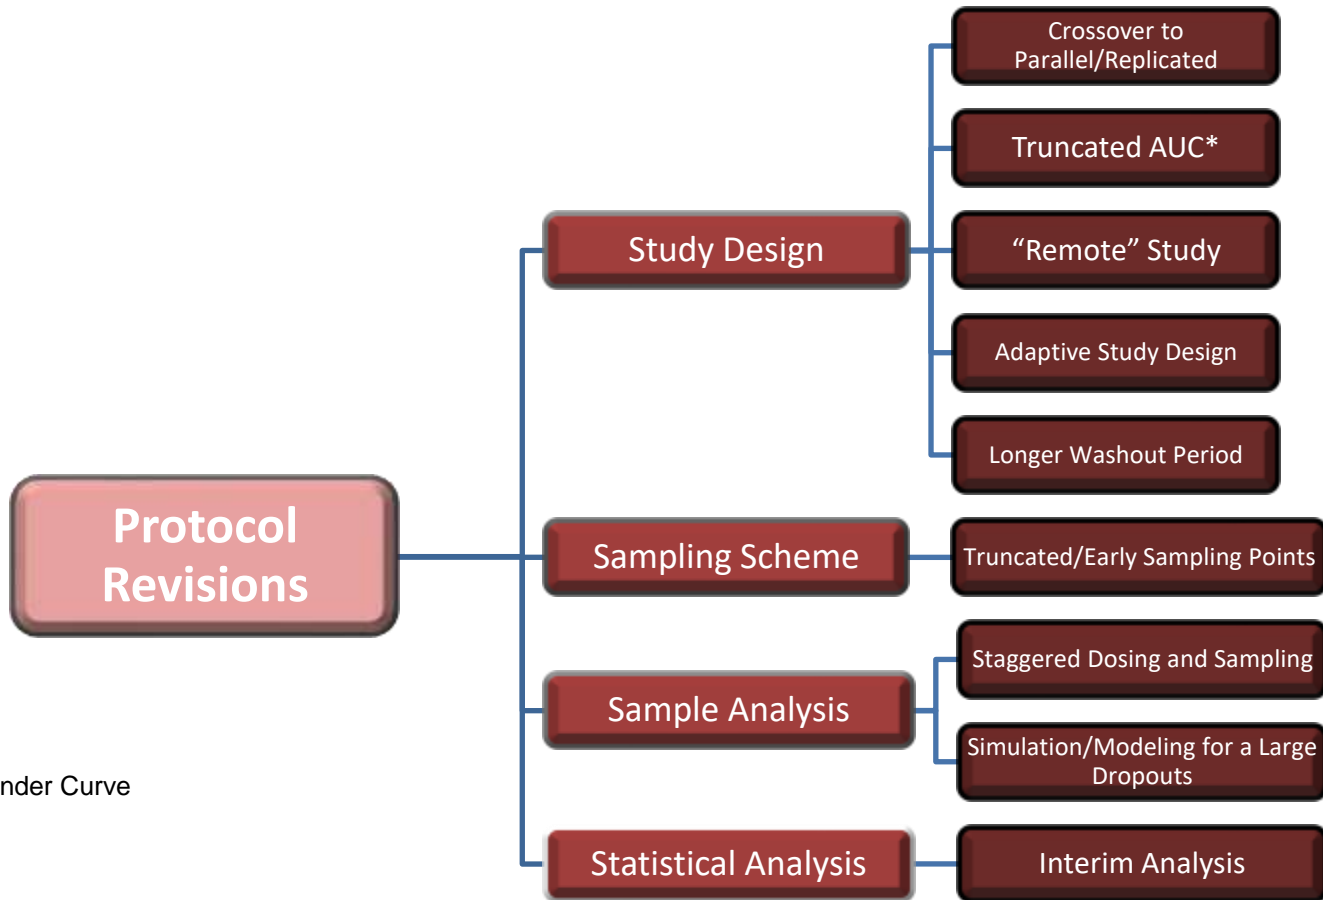 Protocol
Revisions
Study Design
Crossover to
Parallel/Replicated
Truncated AUC*
“Remote” Study
Adaptive Study Design
Longer Washout Period
Sampling Scheme
Truncated/Early Sampling Points
Sample Analysis
Staggered Dosing and Sampling
Simulation/Modeling for a Large
Dropouts
Statistical Analysis
Interim Analysis
nder Curve